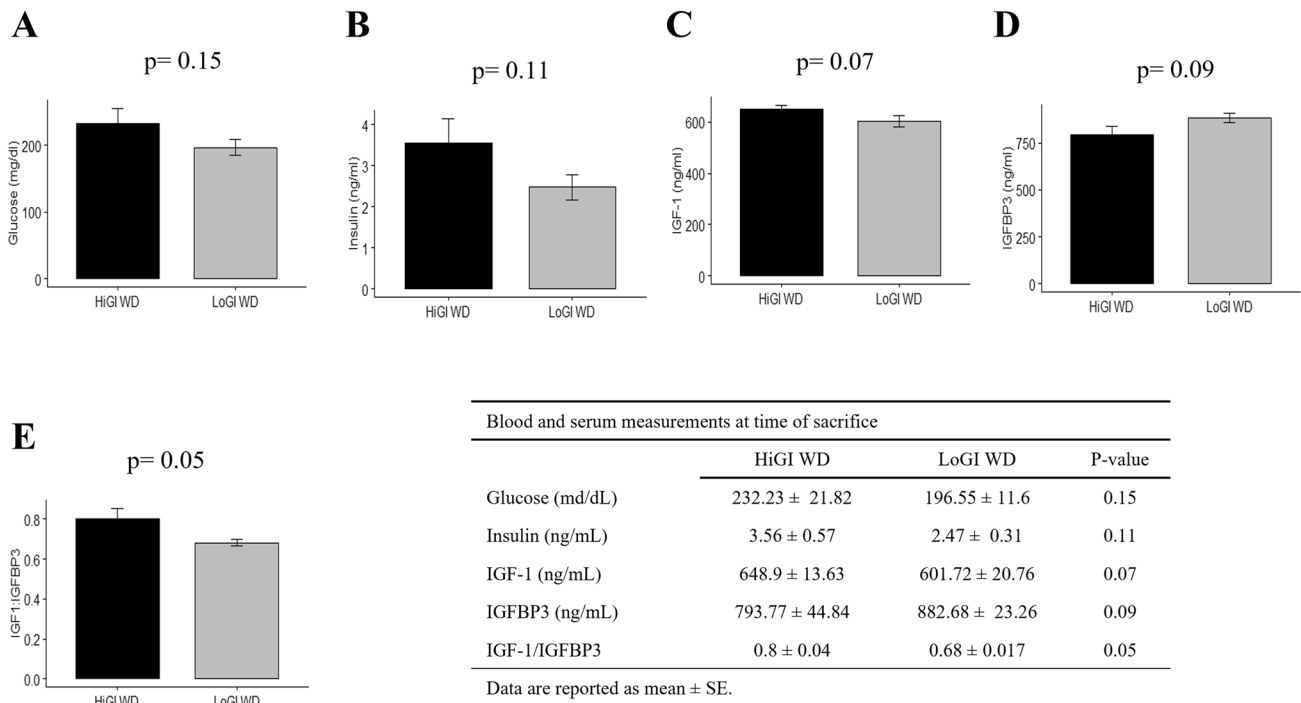 A
p= 0.15
Glucose (mg/dl)
200
100
0
HiGI WD
LoGI WD
B
p= 0.11
Insulin (ng/ml)
4
3
2
1
0
HiGI WD
LoGI WD
C
p= 0.07
IGF-1 (ng/ml)
600
400
200
0
HiGI WD
LoGI WD
D
p= 0.09
IGFBP3 (ng/ml)
750
500
250
0
HiGI WD
LoGI WD
E
p= 0.05
IGF1:IGFBP3
0.8
0.6
0.4
0.2
0.0
HiGI WD
LoGI WD
Blood and serum measurements at time of sacrifice
HiGI WD LoGI WD P-value
Glucose (md/dL) 232.23 ± 21.82 196.55 ± 11.6 0.15
Insulin (ng/mL) 3.56 ± 0.57 2.47 ± 0.31 0.11
IGF-1 (ng/mL) 648.9 ± 13.63 601.72 ± 20.76 0.07
IGFBP3 (ng/mL) 793.77 ± 44.84 882.68 ± 23.26 0.09
IGF-1/IGFBP3 0.8 ± 0.04 0.68 ± 0.017 0.05
Data are reported as mean ± SE.